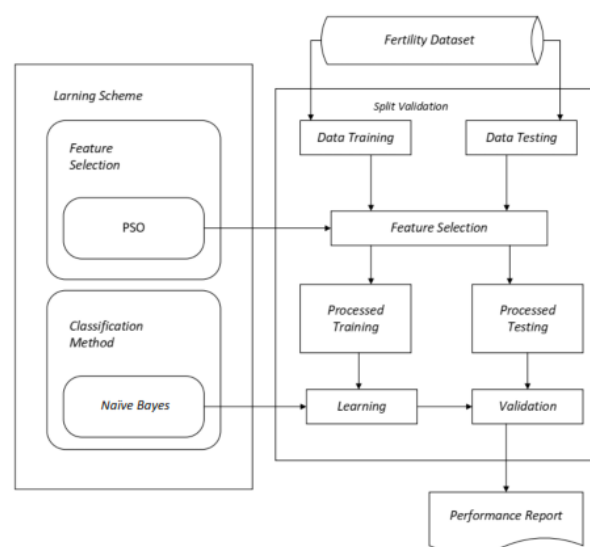 Fertility Dataset
Larning Scheme
Split Validation
Feature
Selection
PSO
Data Training
Data Testing
Feature Selection
Classification
Method
Naïve Bayes
Processed
Training
Processed
Testing
Learning
Validation
Performance Report